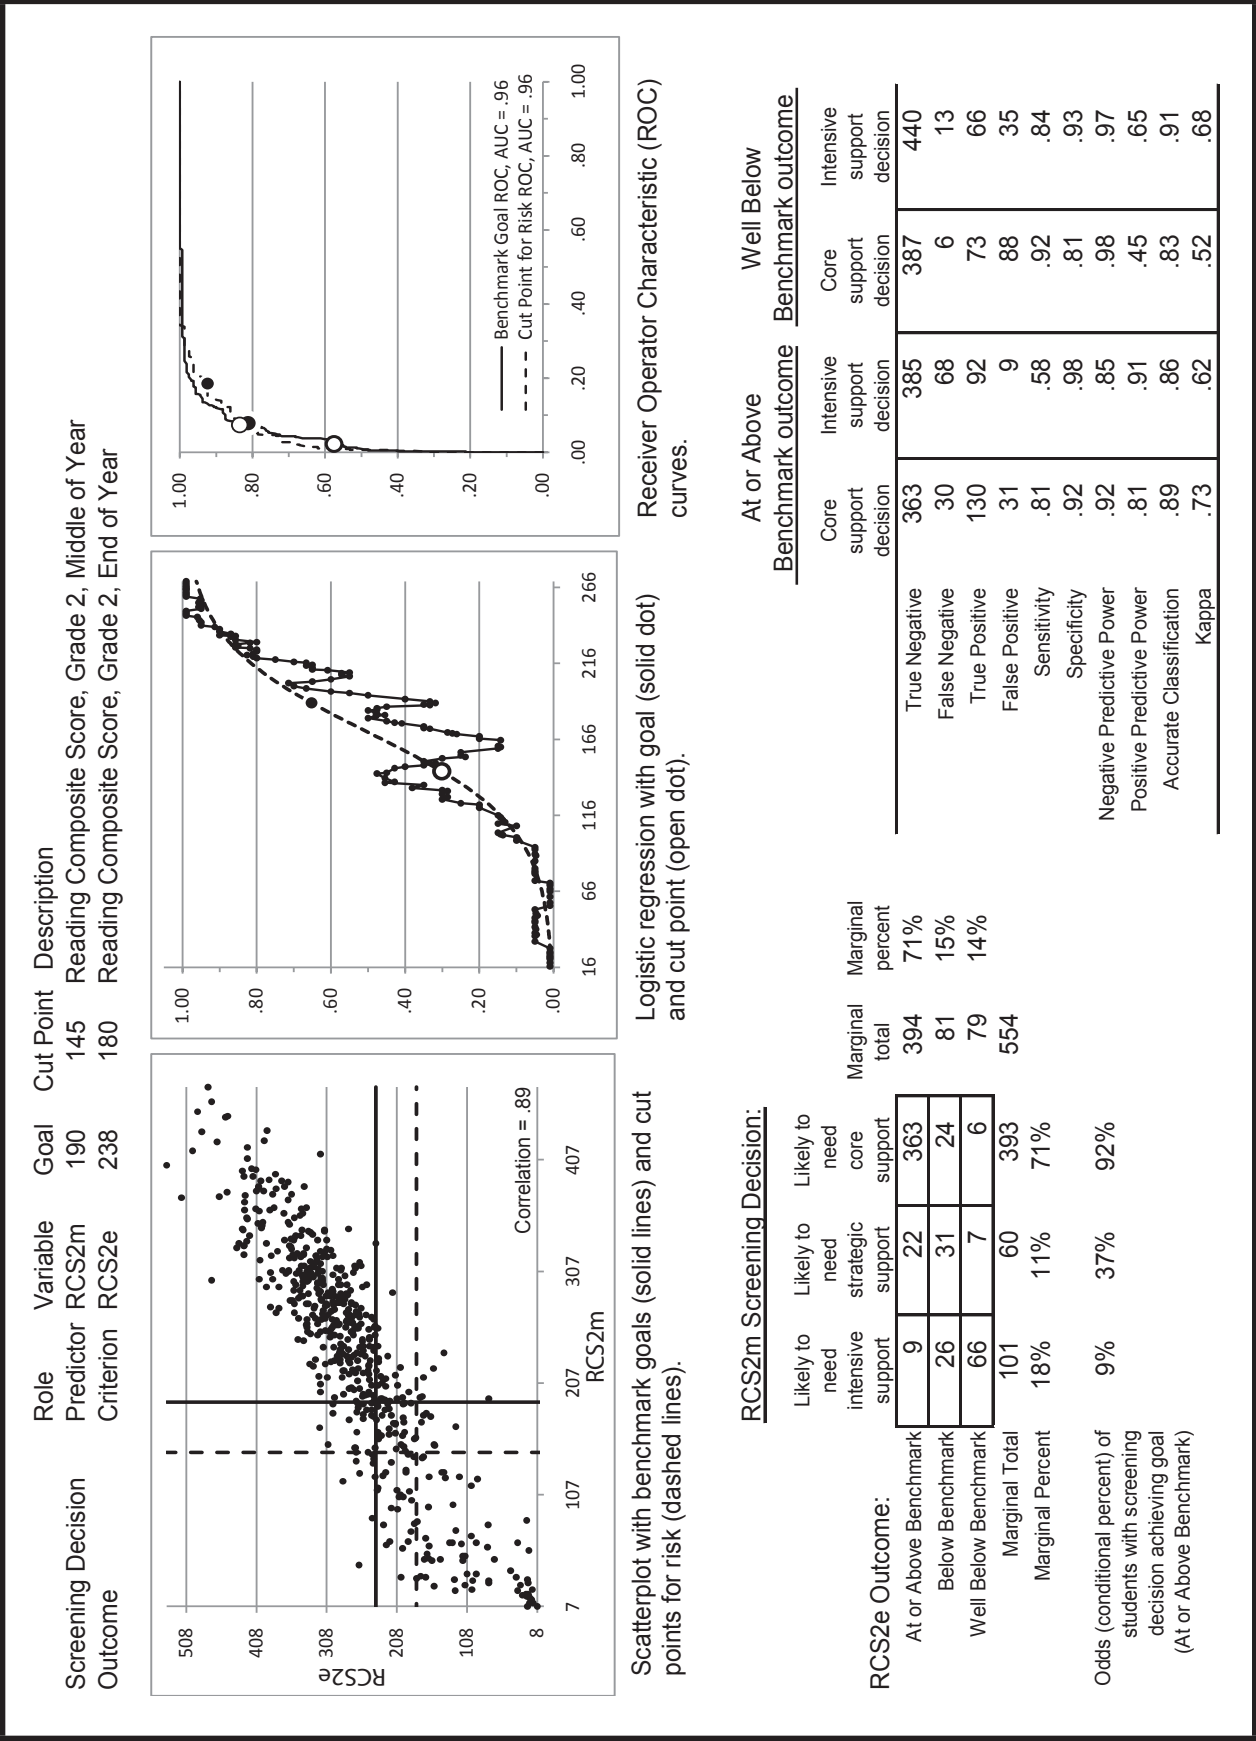 Role Variable Goal Cut Point Description
Screening Decision Predictor RCS2m 190 145 Reading Composite Score, Grade 2, Middle of Year
Outcome Criterion RCS2e 238 180 Reading Composite Score, Grade 2, End of Year
508
408
308
208
108
8
RCS2e
7 107 207 307 407
RCS2m
Correlation = .89
Scatterplot with benchmark goals (solid lines) and cut
points for risk (dashed lines).
1.00
.80
.60
.40
.20
.00
16 66 116 166 216 266
Logistic regression with goal (solid dot)
and cut point (open dot).
1.00
.80
.60
.40
.20
.00
.00 .20 .40 .60 .80 1.00
Benchmark Goal ROC, AUC = .96
Cut Point for Risk ROC, AUC = .96
Receiver Operator Characteristic (ROC)
curves.
RCS2m Screening Decision:
RCS2e Outcome:
Likely to need intensive support
Likely to need strategic support
Likely to need core support
Marginal total
Marginal percent
At or Above Benchmark 9 22 363 394 71%
Below Benchmark 26 31 24 81 15%
Well Below Benchmark 66 7 6 79 14%
Marginal Total 101 60 393 554
Marginal Percent 18% 11% 71%
Odds (conditional percent) of
students with screening
decision achieving goal
(At or Above Benchmark) 9% 37% 92%
At or Above
Benchmark outcome
Well Below
Benchmark outcome
Core support decision
Intensive support decision
Core support decision
Intensive support decision
True Negative 363 385 387 440
False Negative 30 68 6 13
True Positive 130 92 73 66
False Positive 31 9 88 35
Sensitivity .81 .58 .92 .84
Specificity .92 .98 .81 .93
Negative Predictive Power .92 .85 .98 .97
Positive Predictive Power .81 .91 .45 .65
Accurate Classification .89 .86 .83 .91
Kappa .73 .62 .52 .68